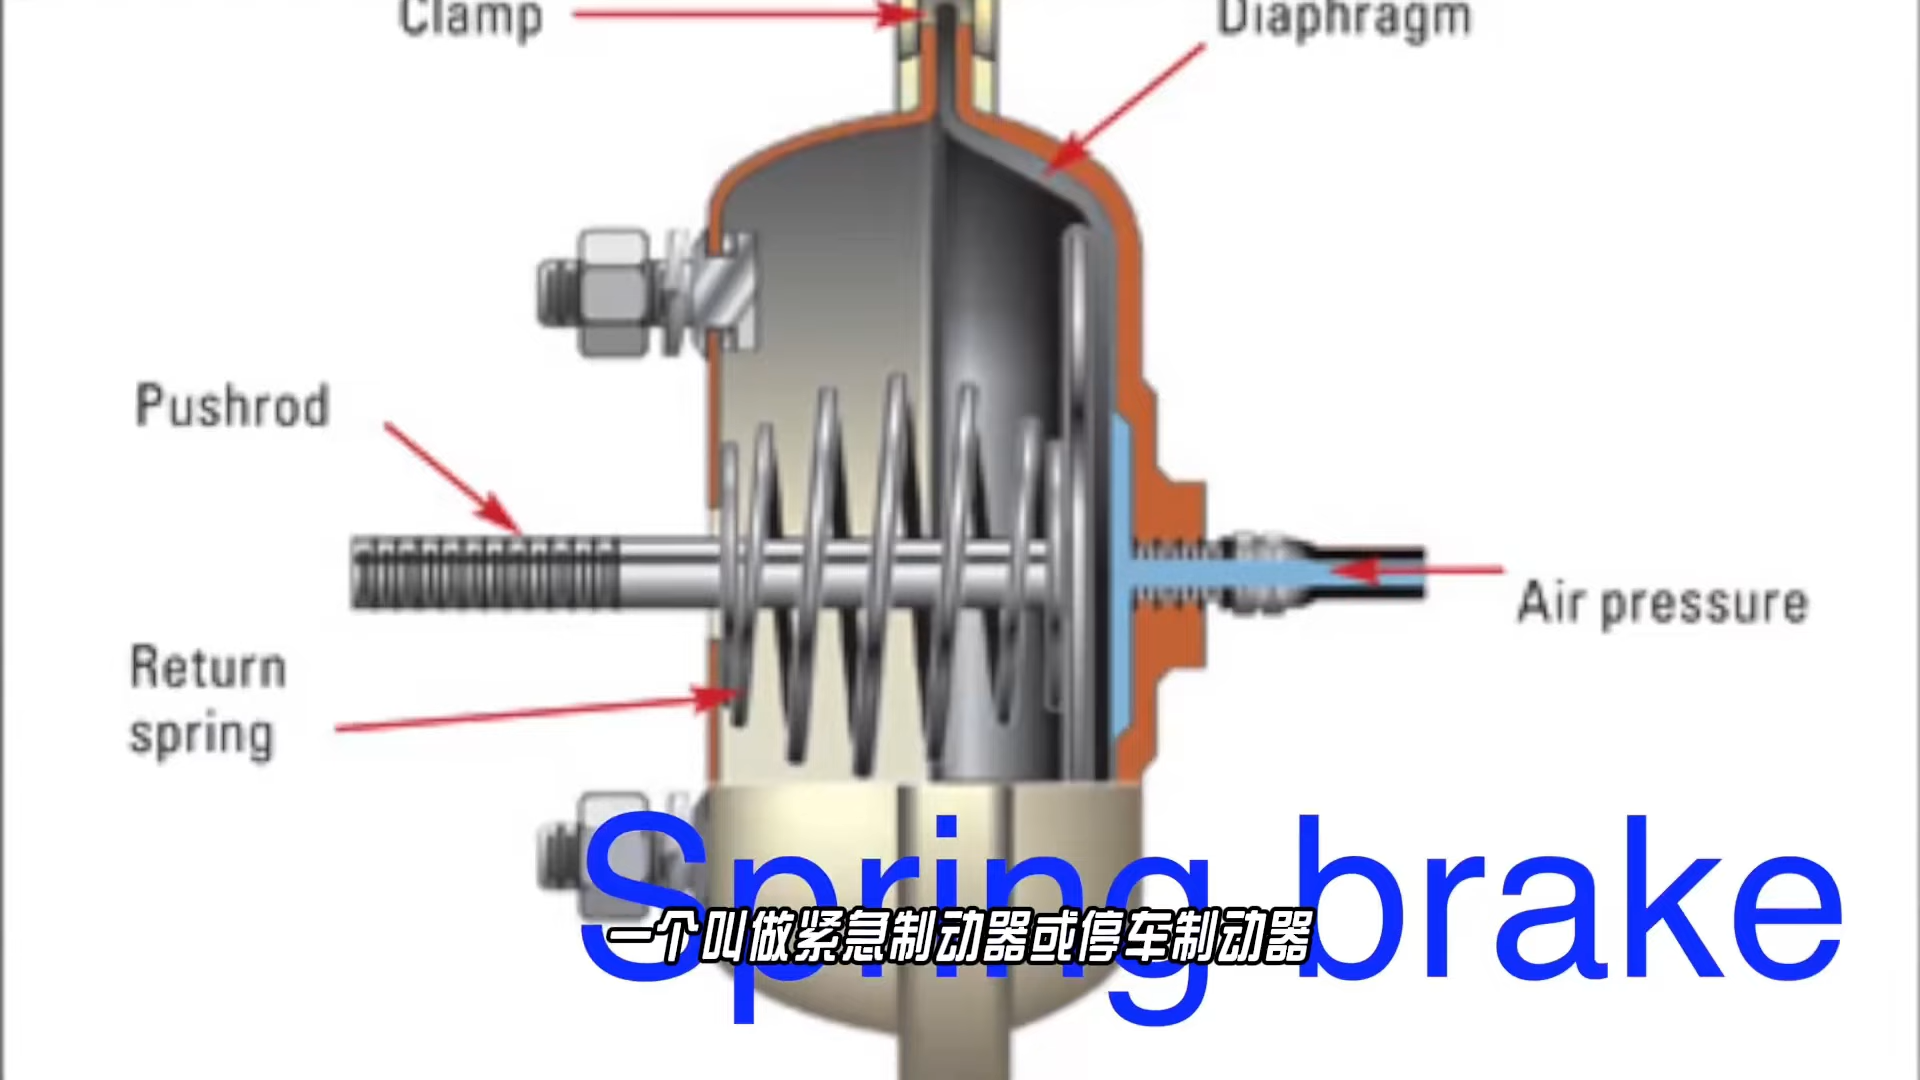 Clamp
Diaphragm
Pushrod
Air pressure
Return
spring
Spring brake
一个叫做紧急制动器或停车制动器